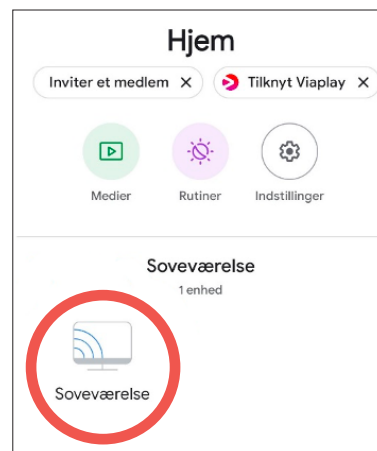 Hjem
Inviter et medlem X Tilknyt Viaplay X
Medier Rutiner Indstillinger
Soveværelse
1 enhed
Soveværelse